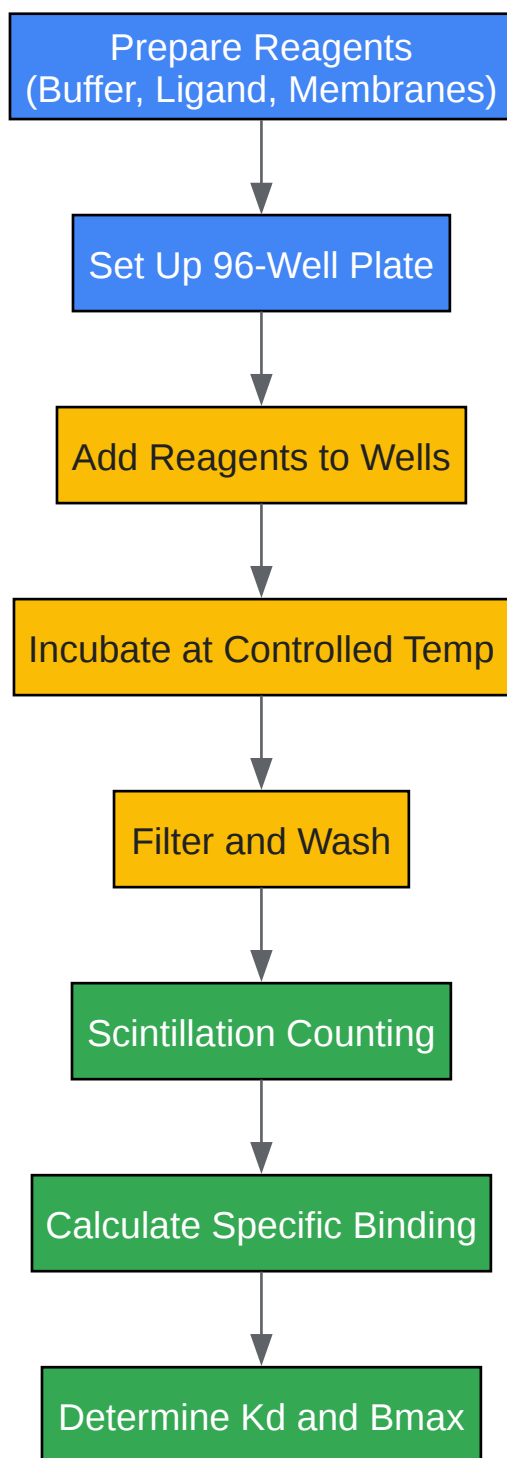 Prepare Reagents
(Buffer, Ligand, Membranes)
Set Up 96-Well Plate
Add Reagents to Wells
Incubate at Controlled Temp
Filter and Wash
Scintillation Counting
Calculate Specific Binding
Determine Kd and Bmax